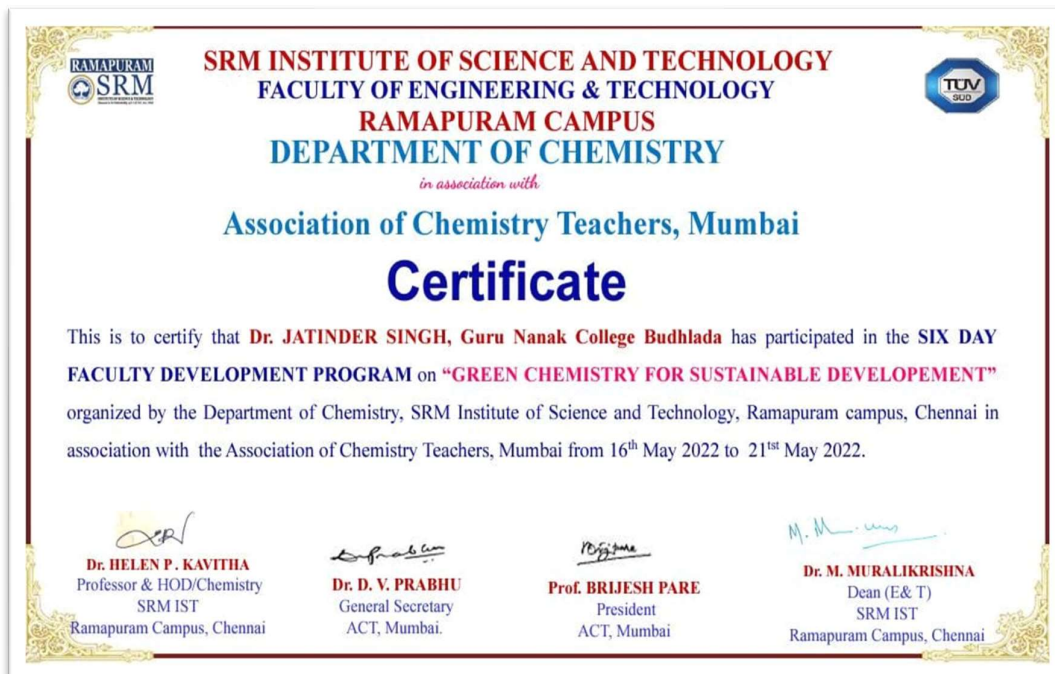 RAMAPURAM
SRM
SRM INSTITUTE OF SCIENCE AND TECHNOLOGY
FACULTY OF ENGINEERING & TECHNOLOGY
RAMAPURAM CAMPUS
DEPARTMENT OF CHEMISTRY
in association with
Association of Chemistry Teachers, Mumbai
TÜV
SÜD
Certificate
This is to certify that Dr. JATINDER SINGH, Guru Nanak College Budhlada has participated in the SIX DAY
FACULTY DEVELOPMENT PROGRAM on “GREEN CHEMISTRY FOR SUSTAINABLE DEVELOPEMENT”
organized by the Department of Chemistry, SRM Institute of Science and Technology, Ramapuram campus, Chennai in
association with the Association of Chemistry Teachers, Mumbai from 16th May 2022 to 21tst May 2022.
Dr. HELEN P. KAVITHA
Professor & HOD/Chemistry
SRM IST
Ramapuram Campus, Chennai
Dr. D. V. PRABHU
General Secretary
ACT, Mumbai.
Prof. BRIJESH PARE
President
ACT, Mumbai
Dr. M. MURALIKRISHNA
Dean (E& T)
SRM IST
Ramapuram Campus, Chennai